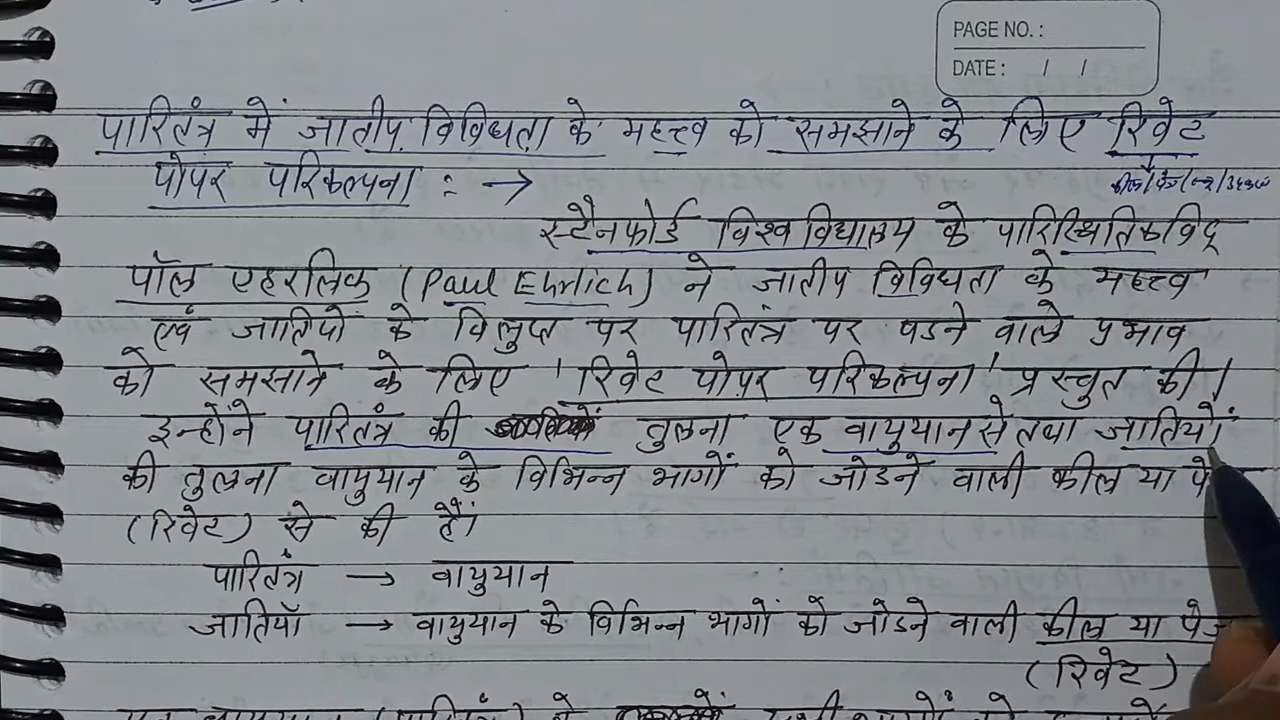 PAGE NO. :
DATE : / /
पारितंत्र में जातीय विविधता के महत्त्व को समझाने के लिए रिवेट
पोपर परिकल्पना :- →
स्टैनफोर्ड विश्वविद्यालय के पारिस्थितिकविद्
पॉल एहरलिक (Paul Ehrlich) ने जातीय विविधता के महत्त्व
एवं जातियों के विलुप्त पर पारितंत्र पर पडने वाले प्रभाव
को समझाने के लिए 'रिवेट पोपर परिकल्पना' प्रस्तुत की।
इन्होंने पारितंत्र की तुलना एक वायुयान से तथा जातियों
की तुलना वायुयान के विभिन्न भागों को जोडने वाली कील या
(रिवेट) से की हैं।
पारितंत्र → वायुयान
जातियाँ → वायुयान के विभिन्न भागों को जोडने वाली कील या पेज
(रिवेट)